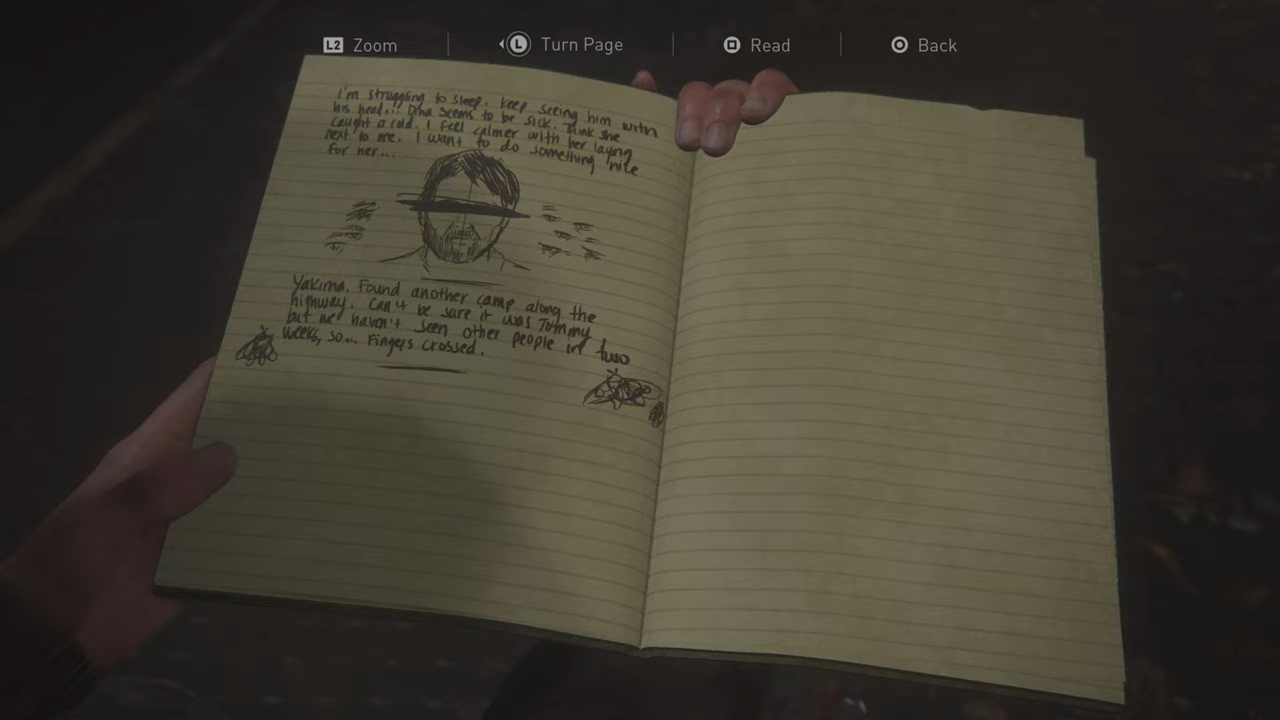 L2 Zoom
L Turn Page
Read
Back
I'm struggling to sleep. Keep seeing him with
his head... Dina seems to be sick. Think she
caught a cold. I feel calmer with her laying
next to me. I want to do something nice
for her...
Yakima. Found another camp along the
highway. Can't be sure it was Tommy
but we haven't seen other people in two
weeks, so... Fingers crossed.